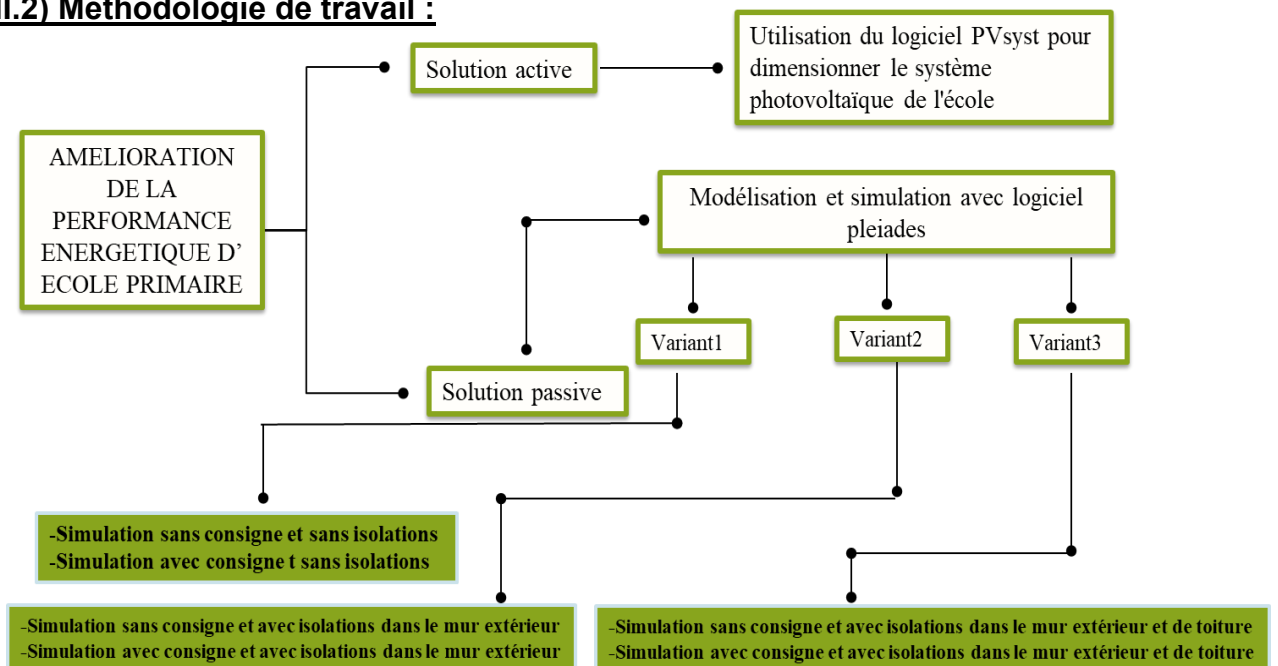 II.2) Méthodologie de travail :
Solution active
Utilisation du logiciel PVsyst pour
dimensionner le système
photovoltaïque de l'école
AMELIORATION
DE LA
PERFORMANCE
ENERGETIQUE D’
ECOLE PRIMAIRE
Modélisation et simulation avec logiciel
pleiades
Variant1
Variant2
Variant3
Solution passive
-Simulation sans consigne et sans isolations
-Simulation avec consigne t sans isolations
-Simulation sans consigne et avec isolations dans le mur extérieur
-Simulation avec consigne et avec isolations dans le mur extérieur
-Simulation sans consigne et avec isolations dans le mur extérieur et de toiture
-Simulation avec consigne et avec isolations dans le mur extérieur et de toiture